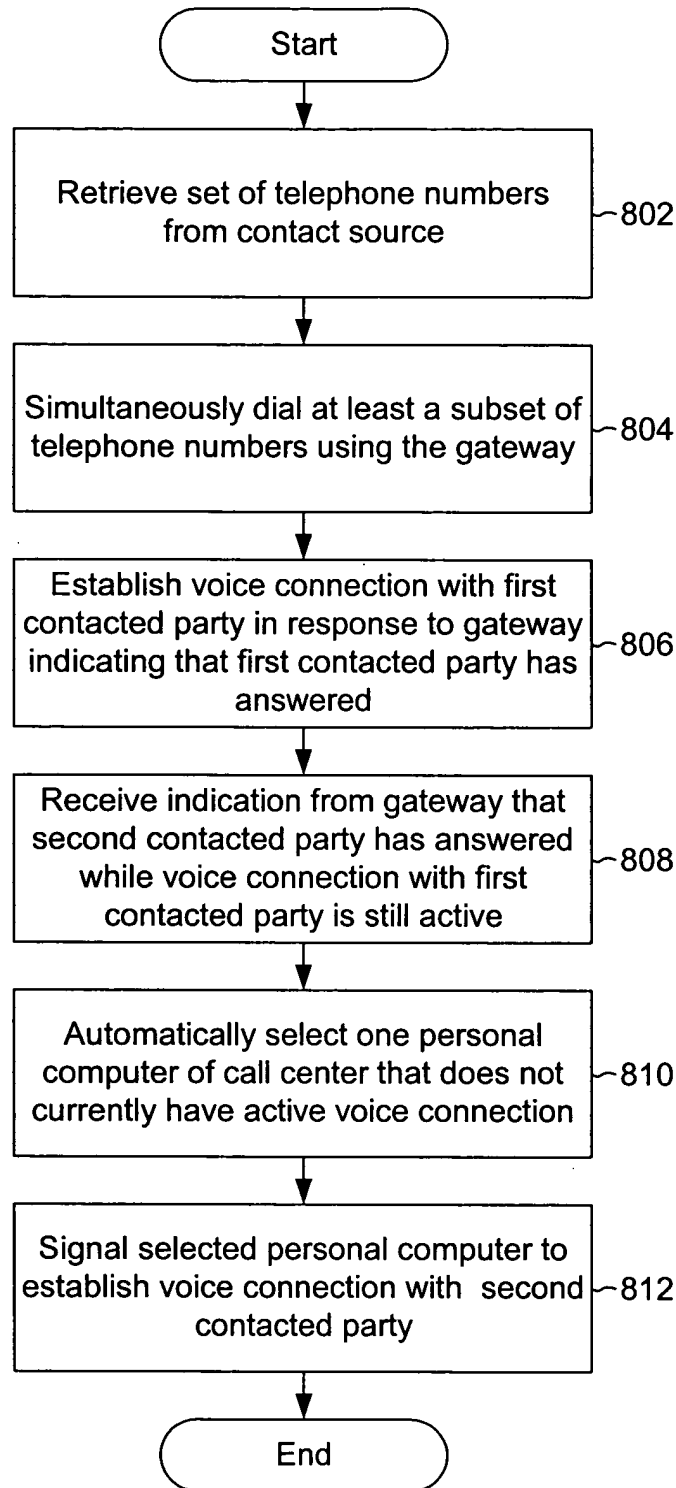 Start
Retrieve set of telephone numbers
from contact source
802
Simultaneously dial at least a subset of
telephone numbers using the gateway
804
Establish voice connection with first
contacted party in response to gateway
indicating that first contacted party has
answered
806
Receive indication from gateway that
second contacted party has answered
while voice connection with first
contacted party is still active
808
Automatically select one personal
computer of call center that does not
currently have active voice connection
810
Signal selected personal computer to
establish voice connection with second
contacted party
812
End